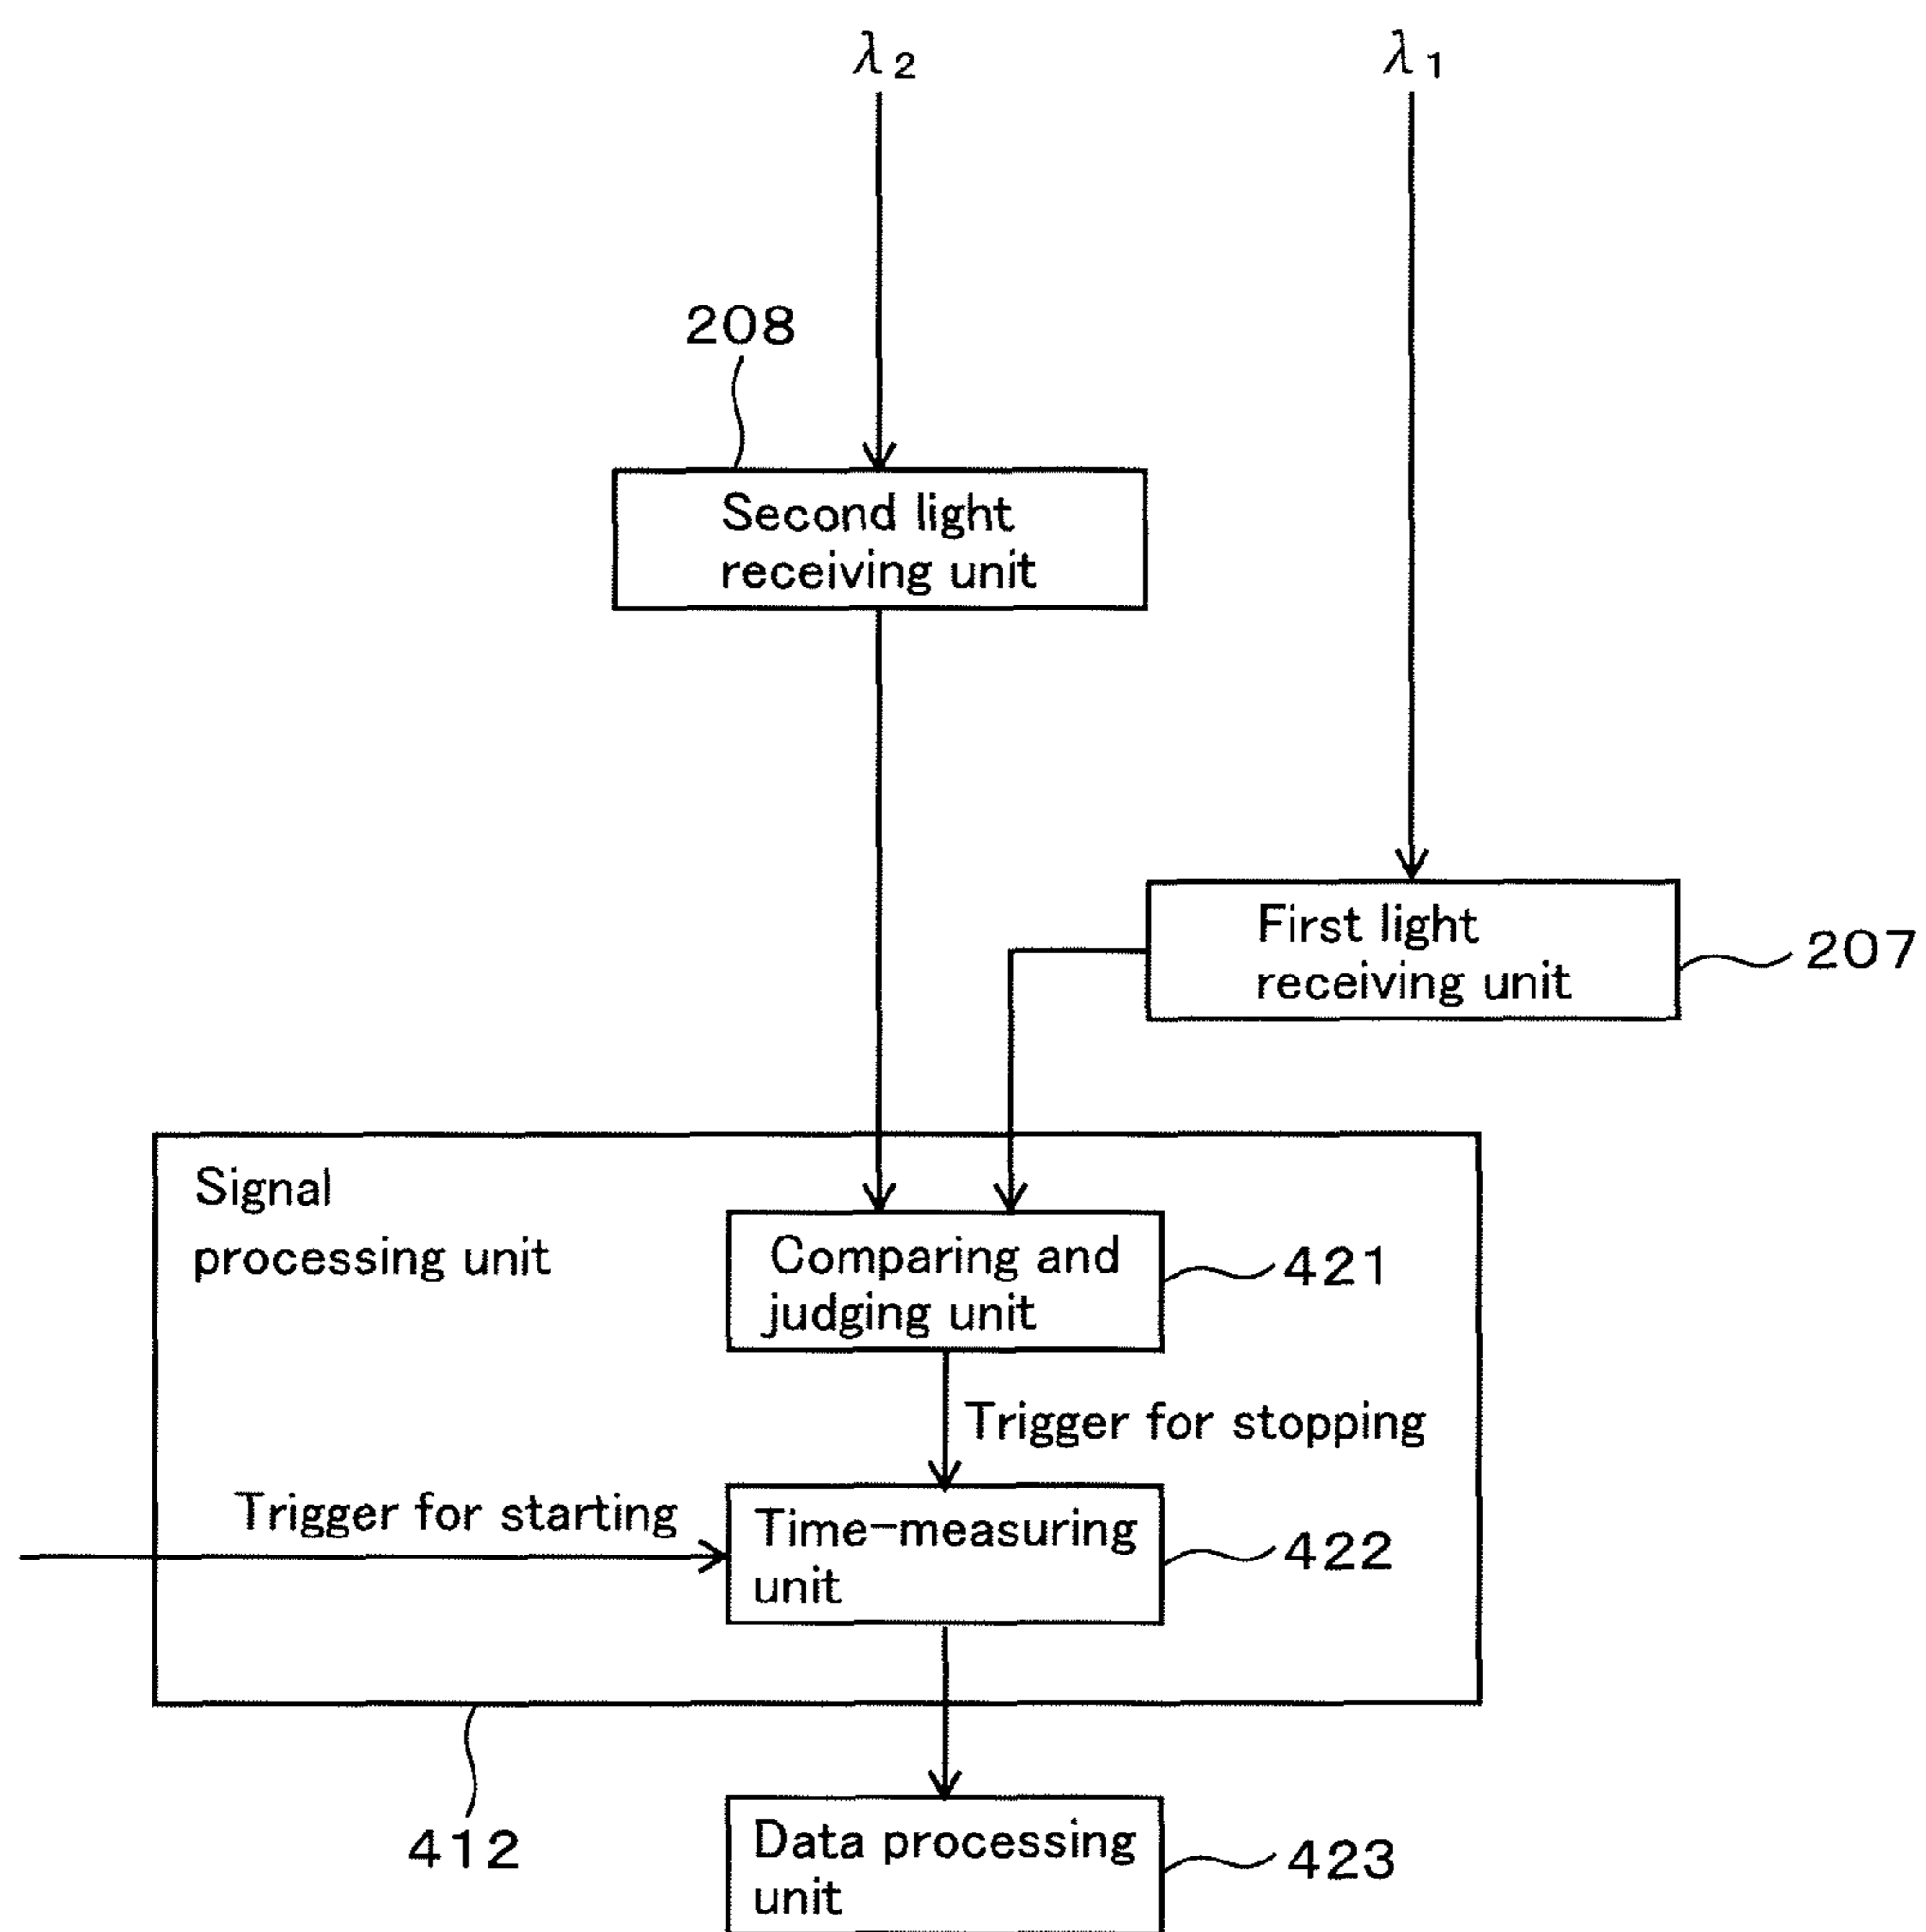 λ2
λ1
208
Second light
receiving unit
First light
receiving unit
207
Signal
processing unit
Comparing and
judging unit
421
Trigger for stopping
Trigger for starting
Time-measuring
unit
422
412
Data processing
unit
423